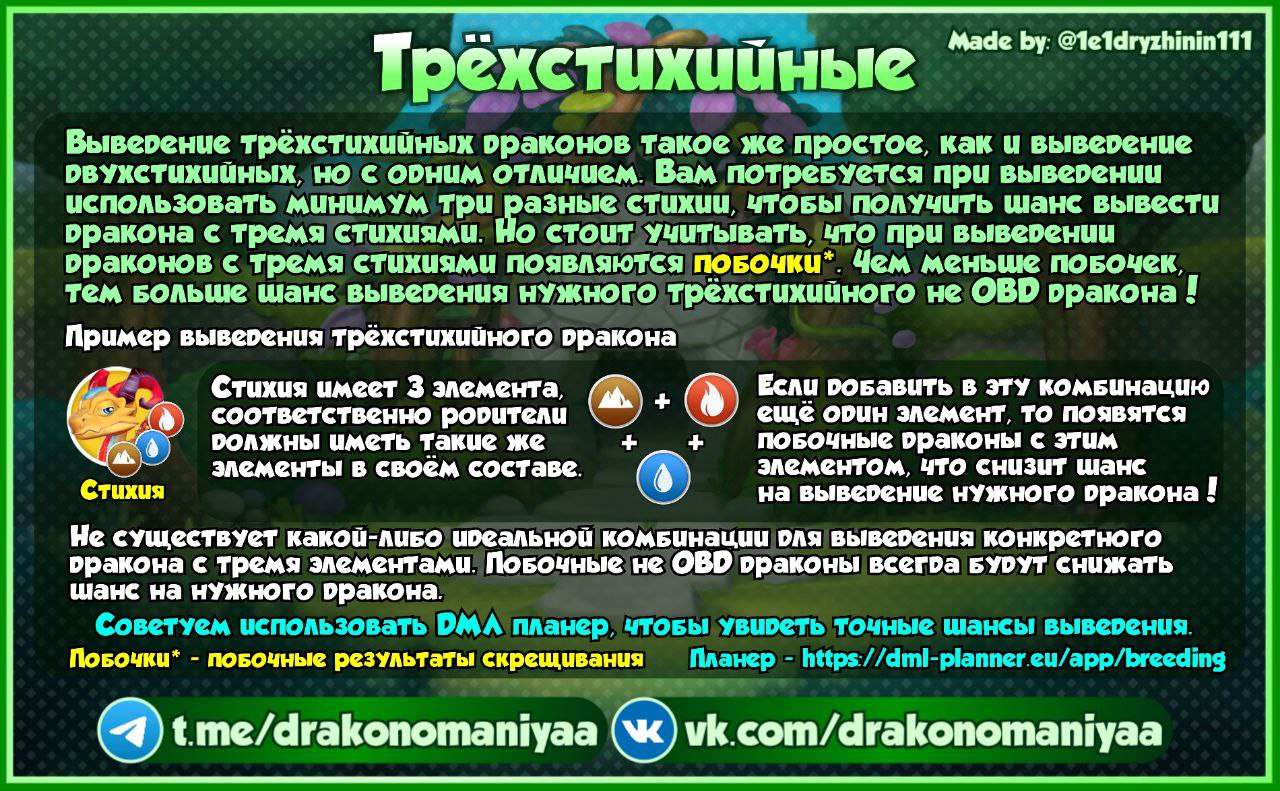 Трёхстихийные
Made by: @1e1dryzhinin111
Выведение трёхстихийных драконов такое же простое, как и выведение
двухстихийных, но с одним отличием. Вам потребуется при выведении
использовать минимум три разные стихии, чтобы получить шанс вывести
дракона с тремя стихиями. Но стоит учитывать, что при выведении
драконов с тремя стихиями появляются побочки*. Чем меньше побочек,
тем больше шанс выведения нужного трёхстихийного не OBD дракона!
Пример выведения трёхстихийного дракона
Стихия
Стихия имеет 3 элемента,
соответственно родители
должны иметь такие же
элементы в своём составе.
+
+ +
Если добавить в эту комбинацию
ещё один элемент, то появятся
побочные драконы с этим
элементом, что снизит шанс
на выведение нужного дракона!
Не существует какой-либо идеальной комбинации для выведения конкретного
дракона с тремя элементами. Побочные не OBD драконы всегда будут снижать
шанс на нужного дракона.
Советуем использовать DML планер, чтобы увидеть точные шансы выведения.
Побочки* - побочные результаты скрещивания
Планер - https://dml-planner.eu/app/breeding
t.me/drakonomaniyaa
vk.com/drakonomaniyaa